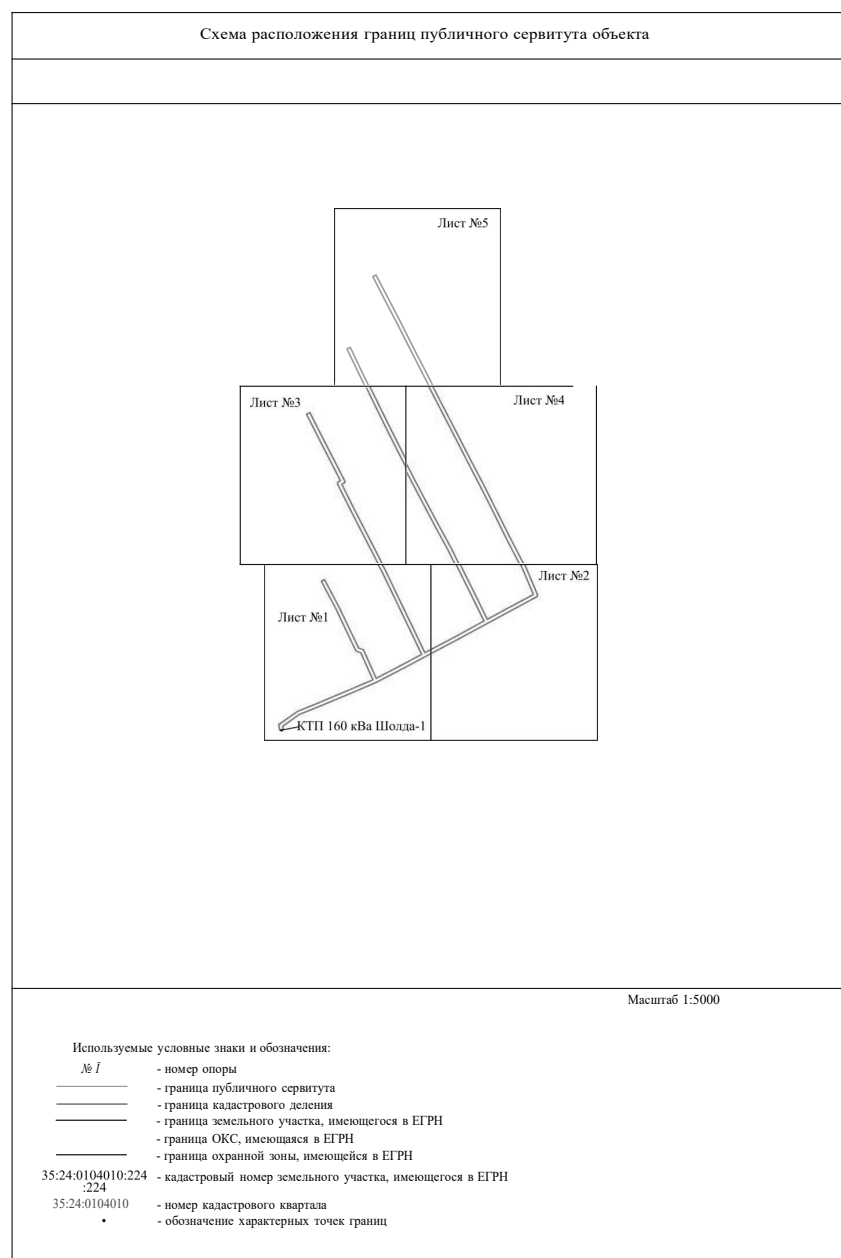 Схема расположения границ публичного сервитута объекта
Лист №5
Лист №3
Лист №4
Лист №2
Лист №1
КТП 160 кВа Шолда-1
Масштаб 1:5000
Используемые условные знаки и обозначения:
№ Ї - номер опоры
- граница публичного сервитута
- граница кадастрового деления
- граница земельного участка, имеющегося в ЕГРН
- граница ОКС, имеющаяся в ЕГРН
- граница охранной зоны, имеющейся в ЕГРН
35:24:0104010:224 - кадастровый номер земельного участка, имеющегося в ЕГРН
:224
35:24:0104010 - номер кадастрового квартала
• - обозначение характерных точек границ